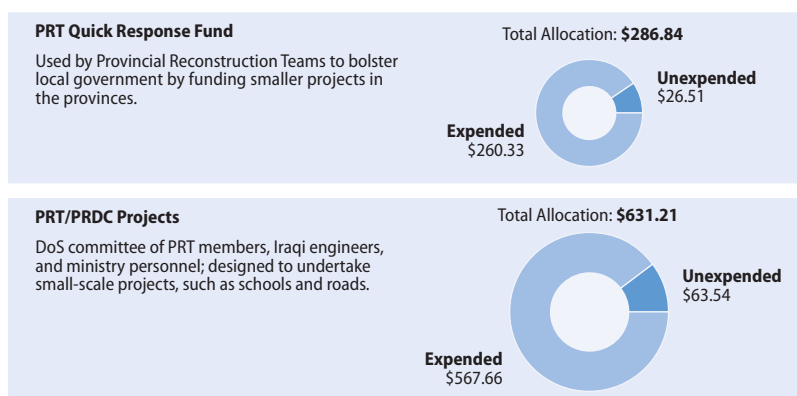 PRT Quick Response Fund
Used by Provincial Reconstruction Teams to bolster
local government by funding smaller projects in
the provinces.
Total Allocation: $286.84
Unexpended
$26.51
Expended
$260.33
PRT/PRDC Projects
DoS committee of PRT members, Iraqi engineers,
and ministry personnel; designed to undertake
small-scale projects, such as schools and roads.
Total Allocation: $631.21
Unexpended
$63.54
Expended
$567.66